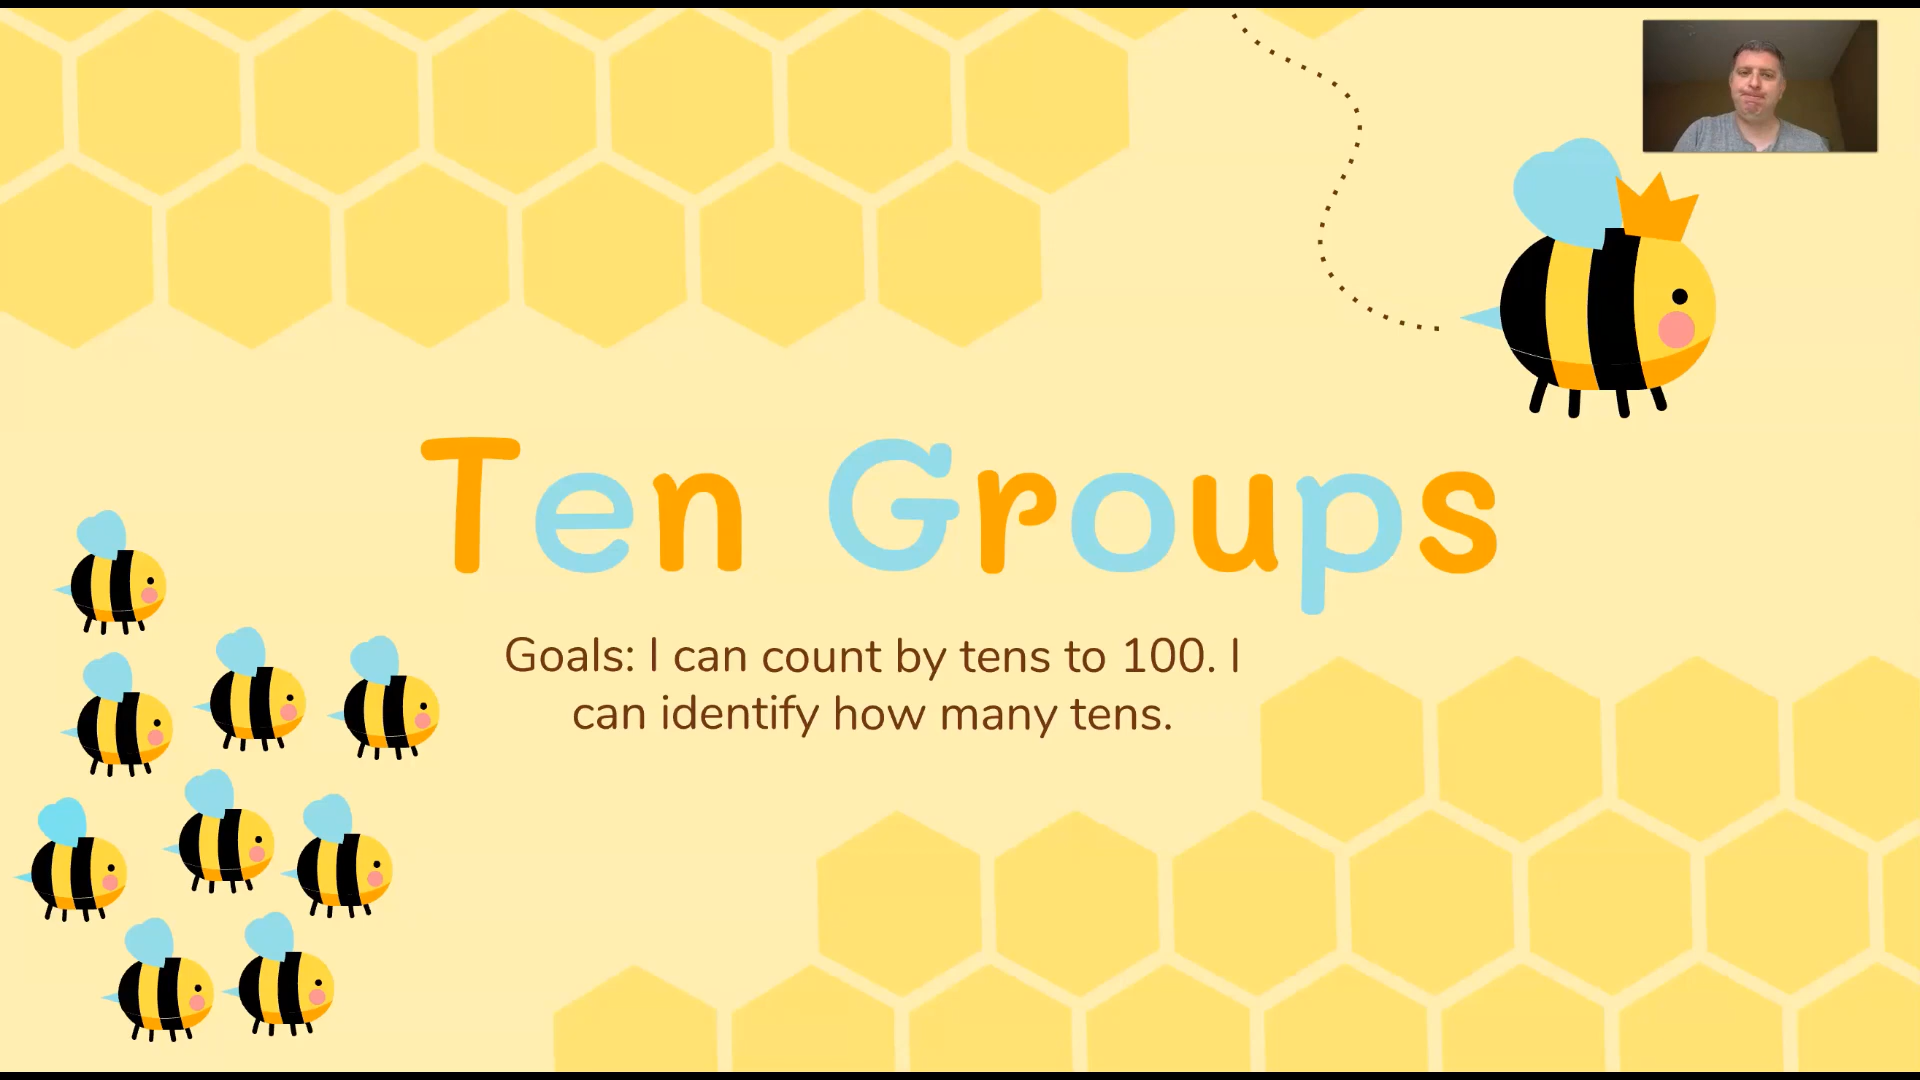 Ten Groups
Goals: I can count by tens to 100. I
can identify how many tens.